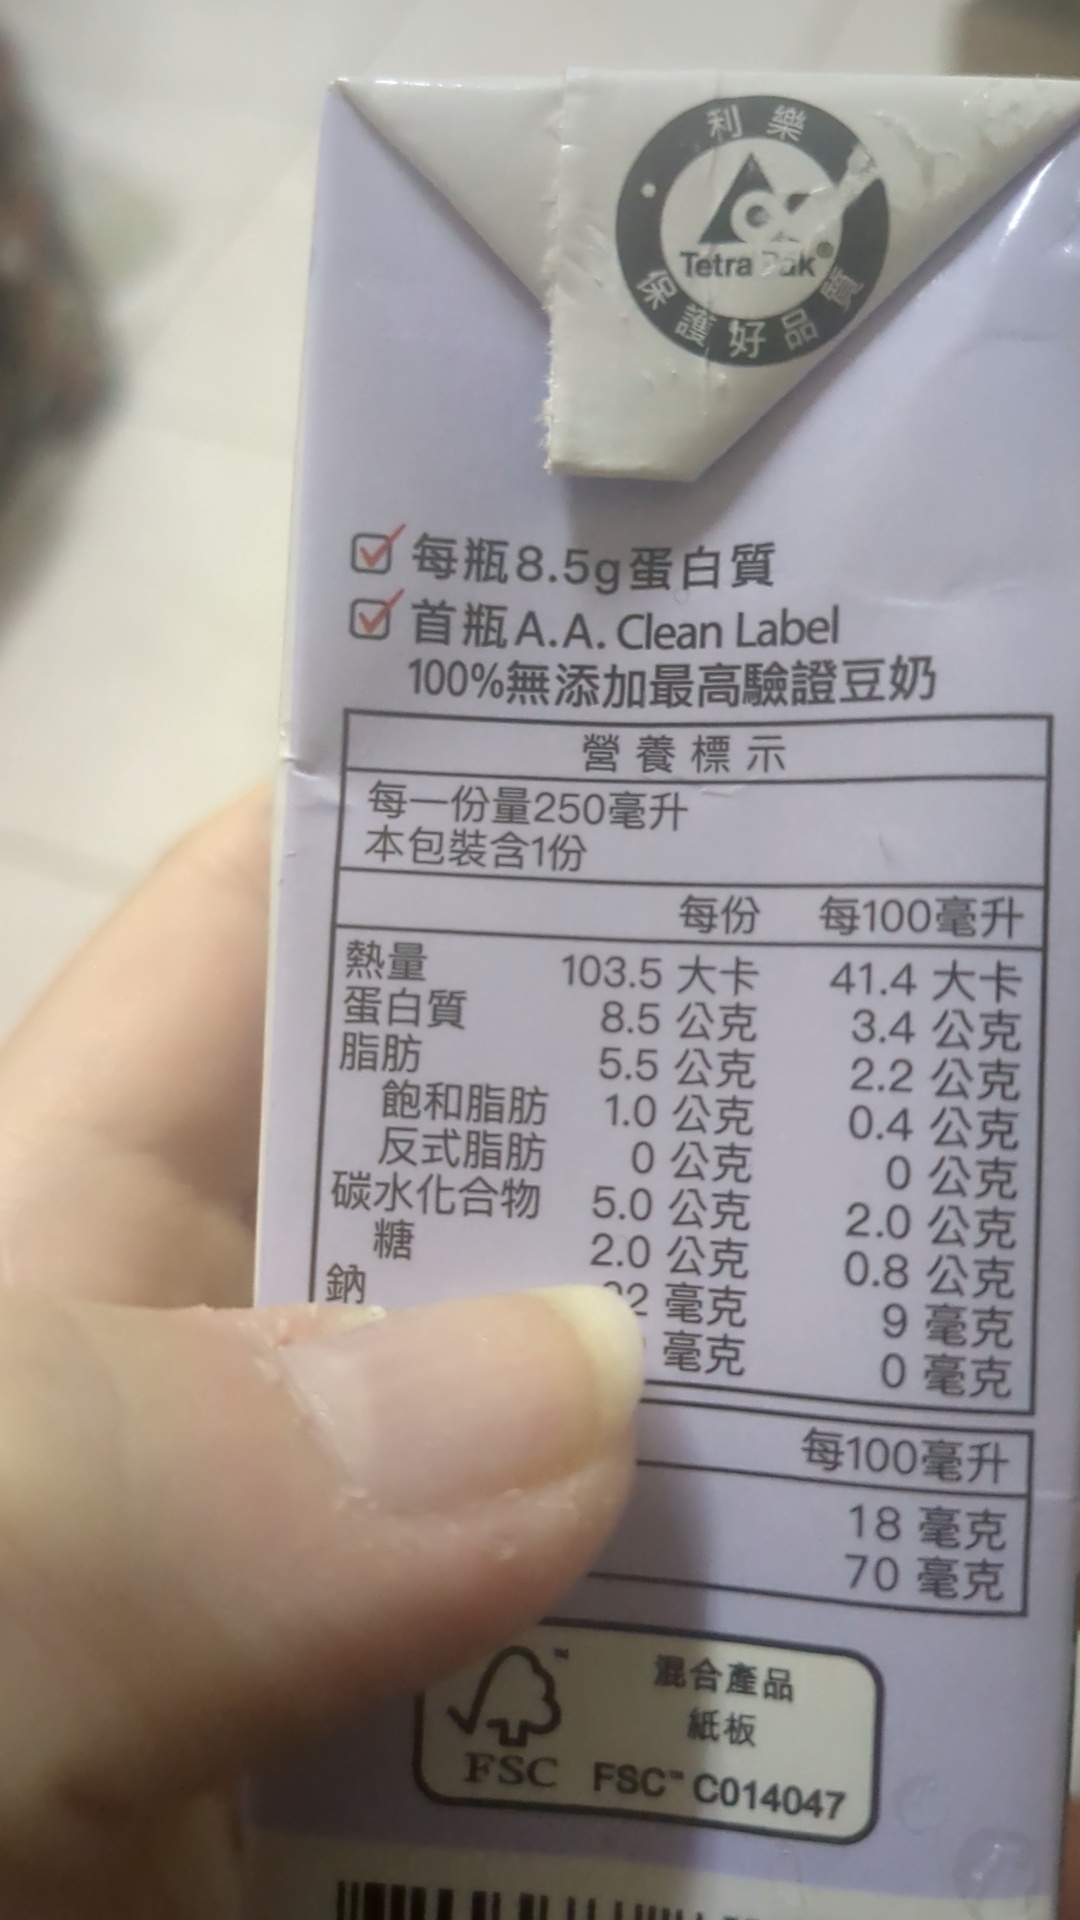 利樂
Tetra Pak®
保護好品質
每瓶8.5g蛋白質
首瓶A.A. Clean Label
100%無添加最高驗證豆奶
營養標示
每一份量250毫升
本包裝含1份
每份 每100毫升
熱量 103.5 大卡 41.4 大卡
蛋白質 8.5 公克 3.4 公克
脂肪 5.5 公克 2.2 公克
飽和脂肪 1.0 公克 0.4 公克
反式脂肪 0 公克 0 公克
碳水化合物 5.0 公克 2.0 公克
糖 2.0 公克 0.8 公克
鈉 毫克 9 毫克
毫克 0 毫克
每100毫升
18 毫克
70 毫克
混合產品
紙板
FSC FSC™ C014047